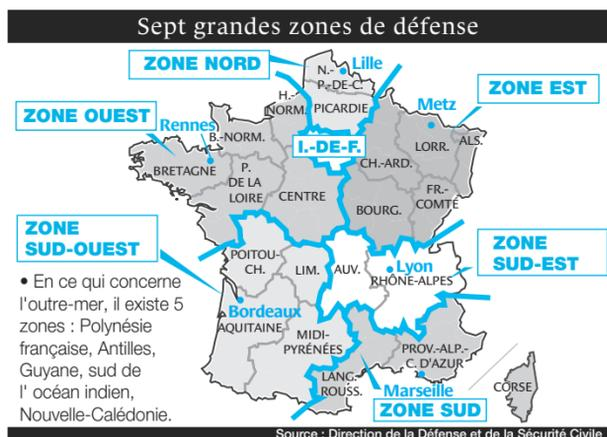 Sept grandes zones de défense
ZONE NORD
N.-
P.-DE-C.
Lille
ZONE EST
H.-
NORM.
PICARDIE
Metz
ZONE OUEST
Rennes
B.-NORM.
I.-DE-F.
LORR.
ALS.
CH.-ARD.
BRETAGNE
P.
DE LA
LOIRE
CENTRE
FR.-
COMTÉ
BOURG.
ZONE
SUD-OUEST
POITOU-
CH.
LIM.
AUV.
Lyon
RHÔNE-ALPES
ZONE
SUD-EST
• En ce qui concerne
l'outre-mer, il existe 5
zones : Polynésie
française, Antilles,
Guyane, sud de
l' océan indien,
Nouvelle-Calédonie.
Bordeaux
AQUITAINE
MIDI-
PYRÉNÉES
PROV.-ALP.-
C. D'AZUR
LANG.
ROUSS.
Marseille
ZONE SUD
CORSE
Source : Direction de la Défense et de la Sécurité Civile